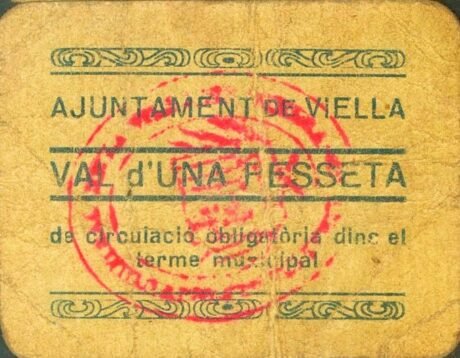 AJUNTAMENT DE VIELLA
VAL d'UNA PESSETA
de circulació obligatòria dins el
terme municipal